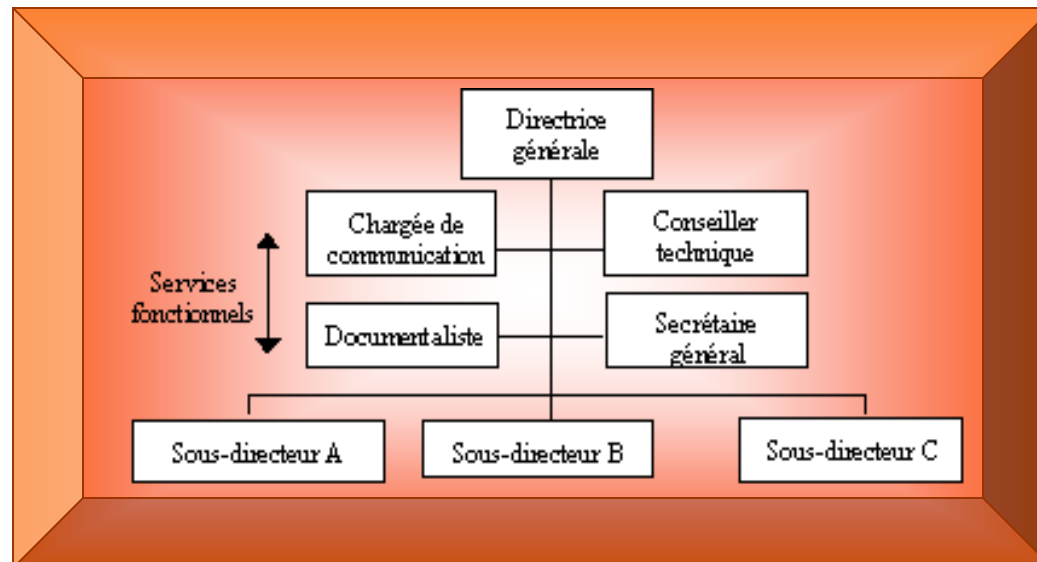 Directrice
générale
Chargée de
communication
Conseiller
technique
Services
fonctionnels
Documentaliste
Secrétaire
général
Sous-directeur A
Sous-directeur B
Sous-directeur C